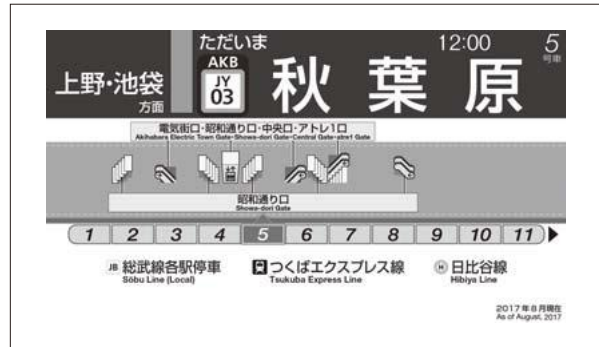 ただいま
12:00
5
号車
上野・池袋
方面
AKB
JY
03
秋葉原
電気街口・昭和通り口・中央口・アトレ1口
Akihabara Electric Town Gate・Showa-dori Gate・Central Gate・atre1 Gate
昭和通り口
Showa-dori Gate
1 2 3 4 5 6 7 8 9 10 11
JB 総武線各駅停車
Sōbu Line (Local)
つくばエクスプレス線
Tsukuba Express Line
H 日比谷線
Hibiya Line
2017年8月現在
As of August, 2017